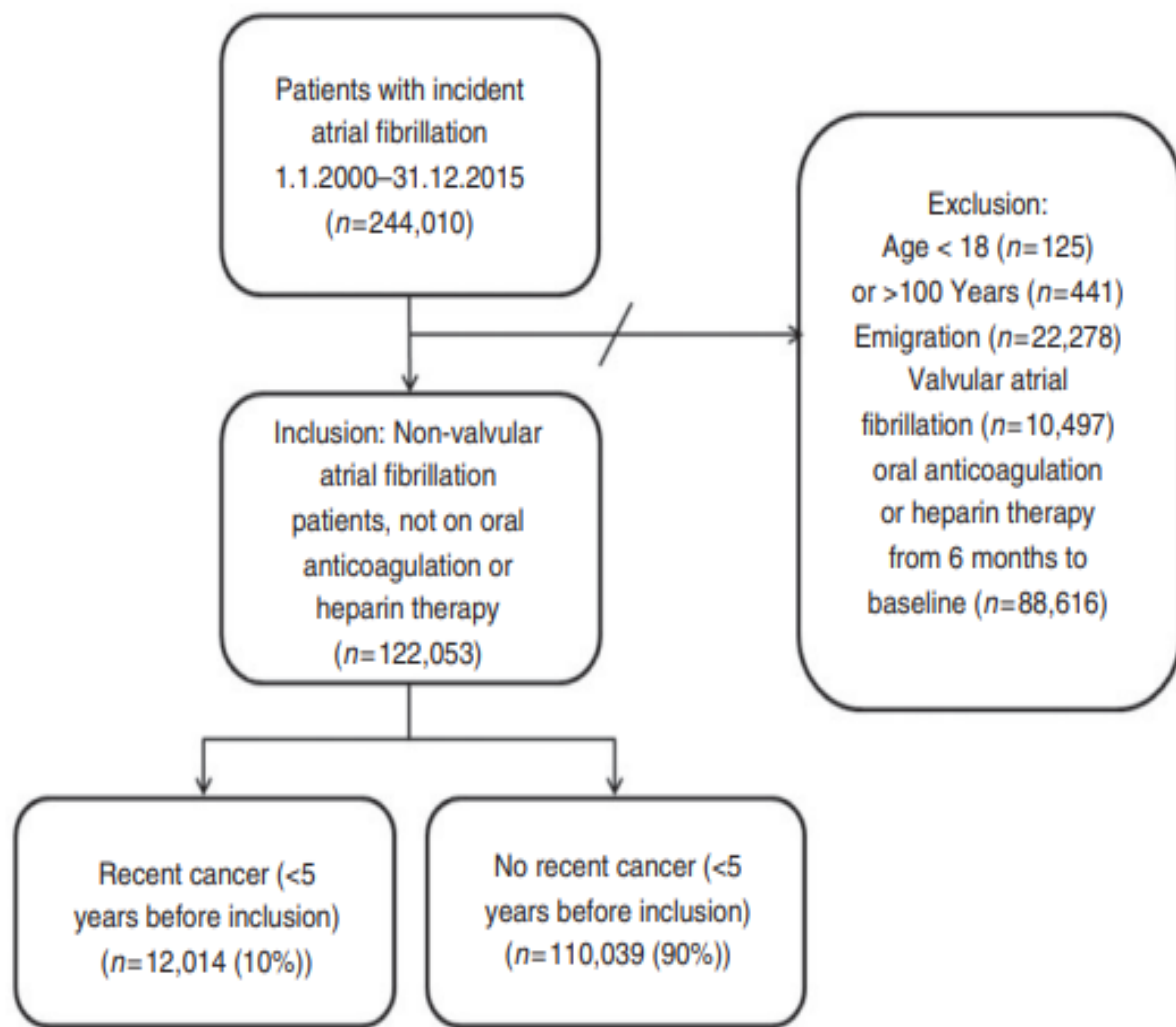 Patients with incident
atrial fibrillation
1.1.2000–31.12.2015
(n=244,010)
Exclusion:
Age < 18 (n=125)
or >100 Years (n=441)
Emigration (n=22,278)
Valvular atrial
fibrillation (n=10,497)
oral anticoagulation
or heparin therapy
from 6 months to
baseline (n=88,616)
Inclusion: Non-valvular
atrial fibrillation
patients, not on oral
anticoagulation or
heparin therapy
(n=122,053)
Recent cancer (<5
years before inclusion)
(n=12,014 (10%))
No recent cancer (<5
years before inclusion)
(n=110,039 (90%))